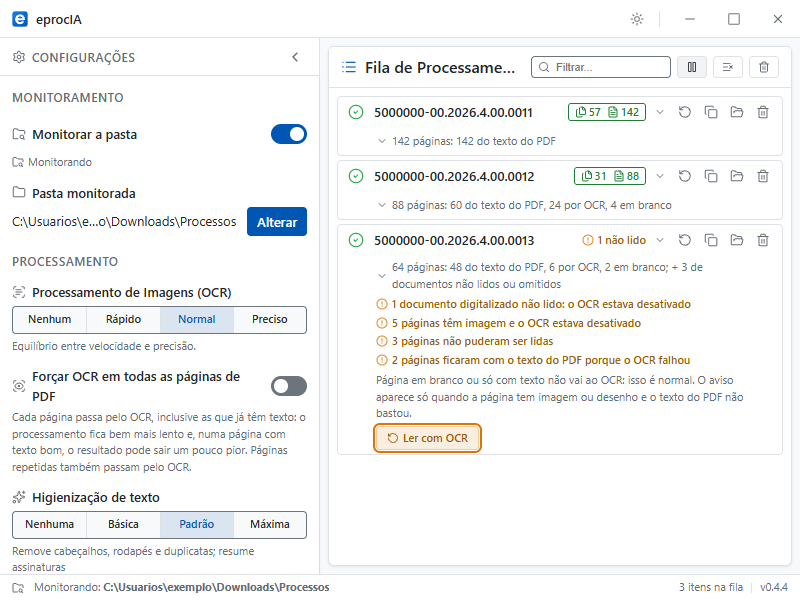 eprocIA
CONFIGURAÇÕES
MONITORAMENTO
Monitorar a pasta
Monitorando
Pasta monitorada
C:\Usuarios\e...o\Downloads\Processos
Alterar
PROCESSAMENTO
Processamento de Imagens (OCR)
Nenhum Rápido Normal Preciso
Equilíbrio entre velocidade e precisão.
Forçar OCR em todas as páginas de
PDF
Cada página passa pelo OCR, inclusive as que já têm texto: o
processamento fica bem mais lento e, numa página com
texto bom, o resultado pode sair um pouco pior. Páginas
repetidas também passam pelo OCR.
Higienização de texto
Nenhuma Básica Padrão Máxima
Remove cabeçalhos, rodapés e duplicatas; resume
assinaturas
Fila de Processame...
Filtrar...
5000000-00.2026.4.00.0011 57 142
142 páginas: 142 do texto do PDF
5000000-00.2026.4.00.0012 31 88
88 páginas: 60 do texto do PDF, 24 por OCR, 4 em branco
5000000-00.2026.4.00.0013 1 não lido
64 páginas: 48 do texto do PDF, 6 por OCR, 2 em branco; + 3 de
documentos não lidos ou omitidos
1 documento digitalizado não lido: o OCR estava desativado
5 páginas têm imagem e o OCR estava desativado
3 páginas não puderam ser lidas
2 páginas ficaram com o texto do PDF porque o OCR falhou
Página em branco ou só com texto não vai ao OCR: isso é normal. O aviso
aparece só quando a página tem imagem ou desenho e o texto do PDF não
bastou.
Ler com OCR
Monitorando: C:\Usuarios\exemplo\Downloads\Processos
3 itens na fila v0.4.4